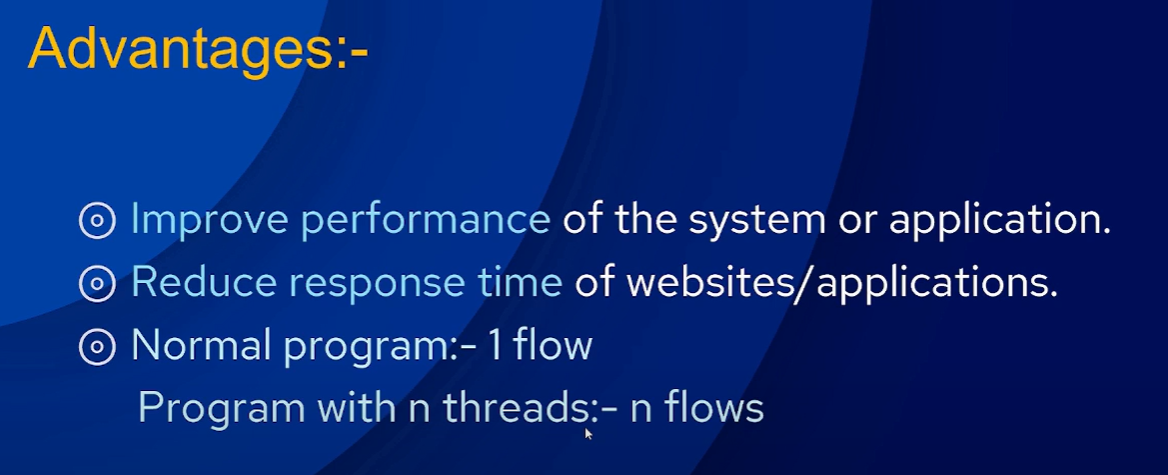 Advantages:-
Improve performance of the system or application.
Reduce response time of websites/applications.
Normal program:- 1 flow
Program with n threads:- n flows